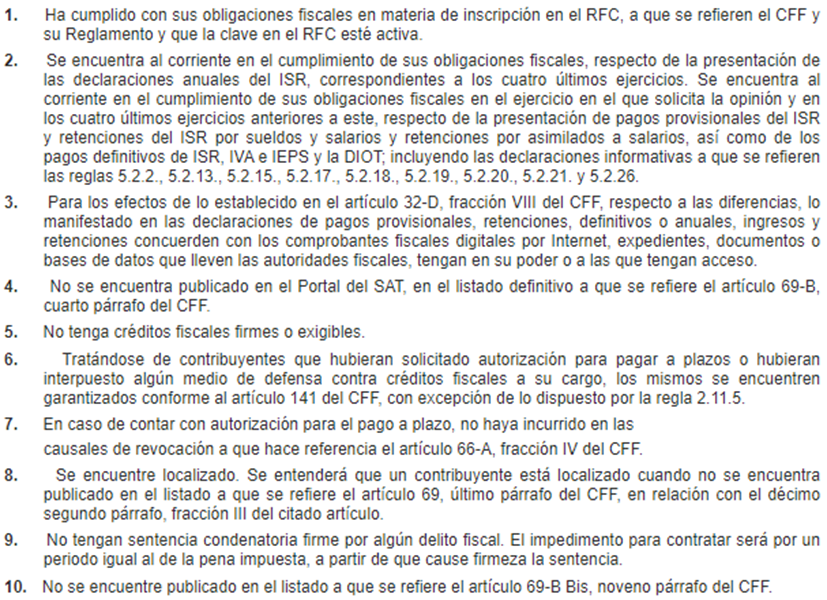 1. Ha cumplido con sus obligaciones fiscales en materia de inscripción en el RFC, a que se refieren el CFF y
su Reglamento y que la clave en el RFC esté activa.
2. Se encuentra al corriente en el cumplimiento de sus obligaciones fiscales, respecto de la presentación de
las declaraciones anuales del ISR, correspondientes a los cuatro últimos ejercicios. Se encuentra al
corriente en el cumplimiento de sus obligaciones fiscales en el ejercicio en el que solicita la opinión y en
los cuatro últimos ejercicios anteriores a este, respecto de la presentación de pagos provisionales del ISR
y retenciones del ISR por sueldos y salarios y retenciones por asimilados a salarios, así como de los
pagos definitivos de ISR, IVA e IEPS y la DIOT; incluyendo las declaraciones informativas a que se refieren
las reglas 5.2.2., 5.2.13., 5.2.15., 5.2.17., 5.2.18., 5.2.19., 5.2.20., 5.2.21. y 5.2.26.
3. Para los efectos de lo establecido en el artículo 32-D, fracción VIII del CFF, respecto a las diferencias, lo
manifestado en las declaraciones de pagos provisionales, retenciones, definitivos o anuales, ingresos y
retenciones concuerden con los comprobantes fiscales digitales por Internet, expedientes, documentos o
bases de datos que lleven las autoridades fiscales, tengan en su poder o a las que tengan acceso.
4. No se encuentra publicado en el Portal del SAT, en el listado definitivo a que se refiere el artículo 69-B,
cuarto párrafo del CFF.
5. No tenga créditos fiscales firmes o exigibles.
6. Tratándose de contribuyentes que hubieran solicitado autorización para pagar a plazos o hubieran
interpuesto algún medio de defensa contra créditos fiscales a su cargo, los mismos se encuentren
garantizados conforme al artículo 141 del CFF, con excepción de lo dispuesto por la regla 2.11.5.
7. En caso de contar con autorización para el pago a plazo, no haya incurrido en las
causales de revocación a que hace referencia el artículo 66-A, fracción IV del CFF.
8. Se encuentre localizado. Se entenderá que un contribuyente está localizado cuando no se encuentra
publicado en el listado a que se refiere el artículo 69, último párrafo del CFF, en relación con el décimo
segundo párrafo, fracción III del citado artículo.
9. No tengan sentencia condenatoria firme por algún delito fiscal. El impedimento para contratar será por un
periodo igual al de la pena impuesta, a partir de que cause firmeza la sentencia.
10. No se encuentre publicado en el listado a que se refiere el artículo 69-B Bis, noveno párrafo del CFF.